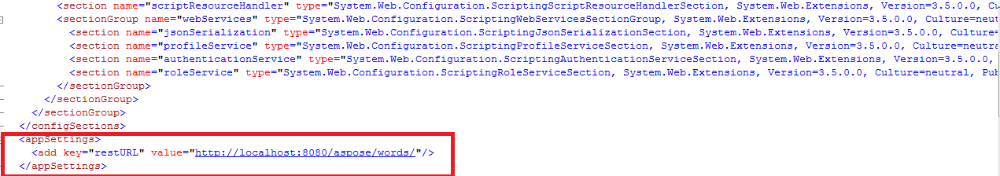 <section name="scriptResourceHandler" type="System.Web.Configuration.ScriptingScriptResourceHandlerSection, System.Web.Extensions, Version=3.5.0.0,
<sectionGroup name="webServices" type="System.Web.Configuration.ScriptingWebServicesSectionGroup, System.Web.Extensions, Version=3.5.0.0, Culture=neut
<section name="jsonSerialization" type="System.Web.Configuration.ScriptingJsonSerializationSection, System.Web.Extensions, Version=3.5.0.0, Culture=
<section name="profileService" type="System.Web.Configuration.ScriptingProfileServiceSection, System.Web.Extensions, Version=3.5.0.0, Culture=neutra
<section name="authenticationService" type="System.Web.Configuration.ScriptingAuthenticationServiceSection, System.Web.Extensions, Version=3.5.0.0,
<section name="roleService" type="System.Web.Configuration.ScriptingRoleServiceSection, System.Web.Extensions, Version=3.5.0.0, Culture=neutral, Pub
</sectionGroup>
</sectionGroup>
</sectionGroup>
</configSections>
<appSettings>
<add key="restURL" value="http://localhost:8080/aspose/words/"/>
</appSettings>